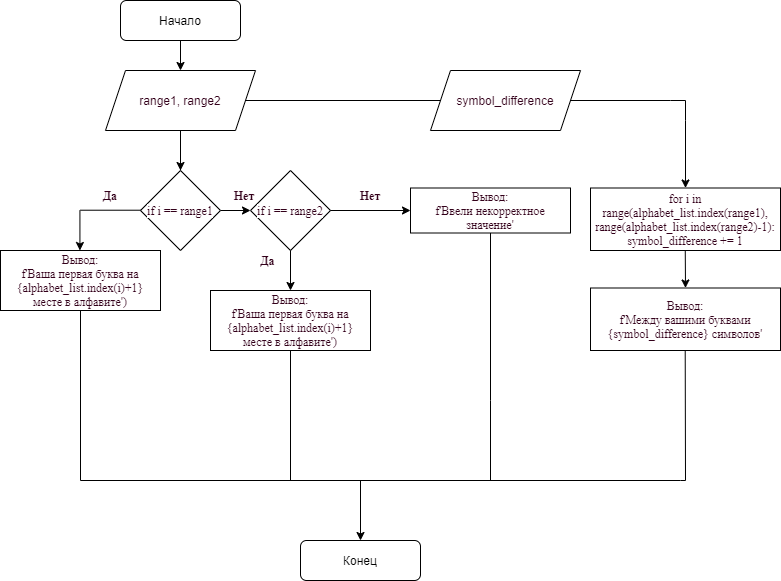 Начало
range1, range2
symbol_difference
Да
if i == range1
Нет
if i == range2
Нет
Вывод:
f'Ввели некорректное
значение'
for i in
range(alphabet_list.index(range1),
range(alphabet_list.index(range2)-1):
symbol_difference += 1
Вывод:
f'Ваша первая буква на
{alphabet_list.index(i)+1}
месте в алфавите')
Да
Вывод:
f'Ваша первая буква на
{alphabet_list.index(i)+1}
месте в алфавите')
Вывод:
f'Между вашими буквами
{symbol_difference} символов'
Конец